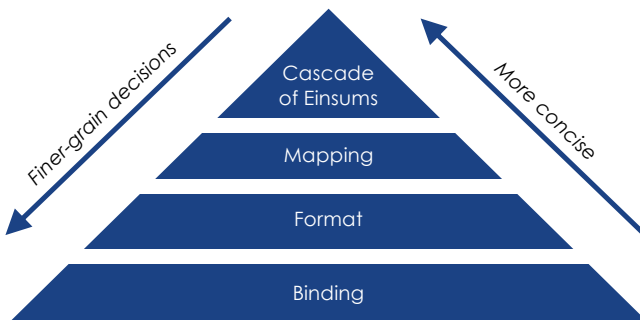 Finer-grain decisions
More concise
Cascade
of Einsums
Mapping
Format
Binding